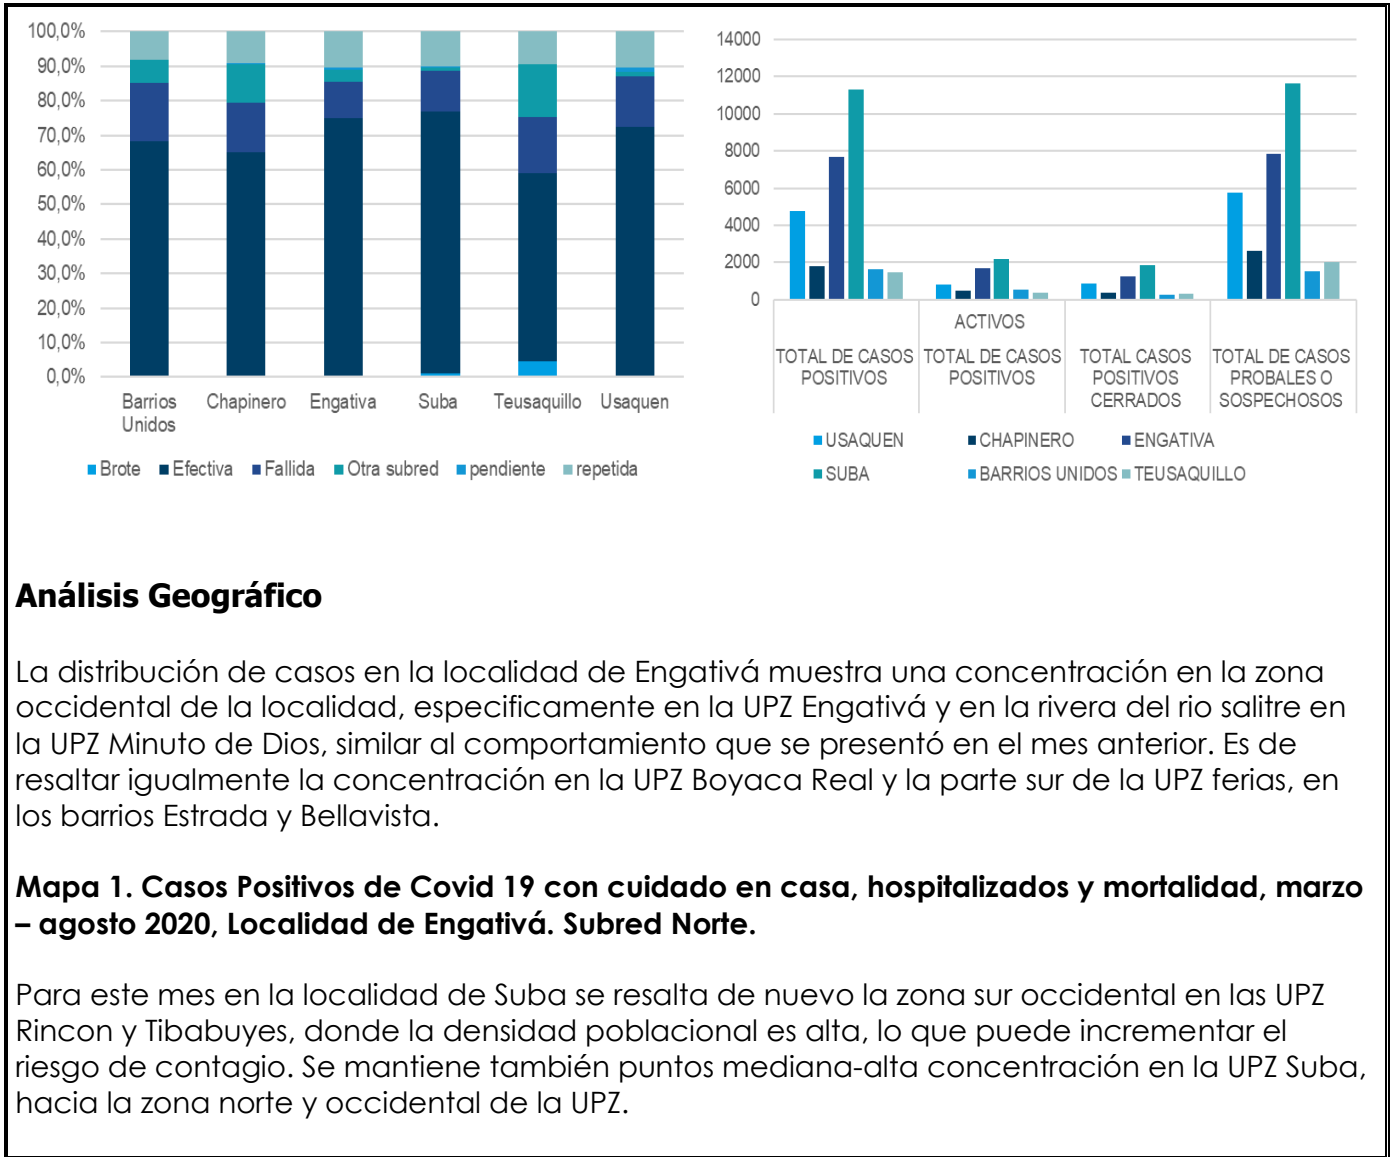 100,0%
90,0%
80,0%
70,0%
60,0%
50,0%
40,0%
30,0%
20,0%
10,0%
0,0%
Barrios Unidos
Chapinero
Engativa
Suba
Teusaquillo
Usaquen
Brote
Efectiva
Fallida
Otra subred
pendiente
repetida
14000
12000
10000
8000
6000
4000
2000
0
ACTIVOS
TOTAL DE CASOS POSITIVOS
TOTAL DE CASOS POSITIVOS
TOTAL CASOS POSITIVOS CERRADOS
TOTAL DE CASOS PROBALES O SOSPECHOSOS
USAQUEN
CHAPINERO
ENGATIVA
SUBA
BARRIOS UNIDOS
TEUSAQUILLO
Análisis Geográfico
La distribución de casos en la localidad de Engativá muestra una concentración en la zona
occidental de la localidad, especificamente en la UPZ Engativá y en la rivera del rio salitre en
la UPZ Minuto de Dios, similar al comportamiento que se presentó en el mes anterior. Es de
resaltar igualmente la concentración en la UPZ Boyaca Real y la parte sur de la UPZ ferias, en
los barrios Estrada y Bellavista.
Mapa 1. Casos Positivos de Covid 19 con cuidado en casa, hospitalizados y mortalidad, marzo
– agosto 2020, Localidad de Engativá. Subred Norte.
Para este mes en la localidad de Suba se resalta de nuevo la zona sur occidental en las UPZ
Rincon y Tibabuyes, donde la densidad poblacional es alta, lo que puede incrementar el
riesgo de contagio. Se mantiene también puntos mediana-alta concentración en la UPZ Suba,
hacia la zona norte y occidental de la UPZ.